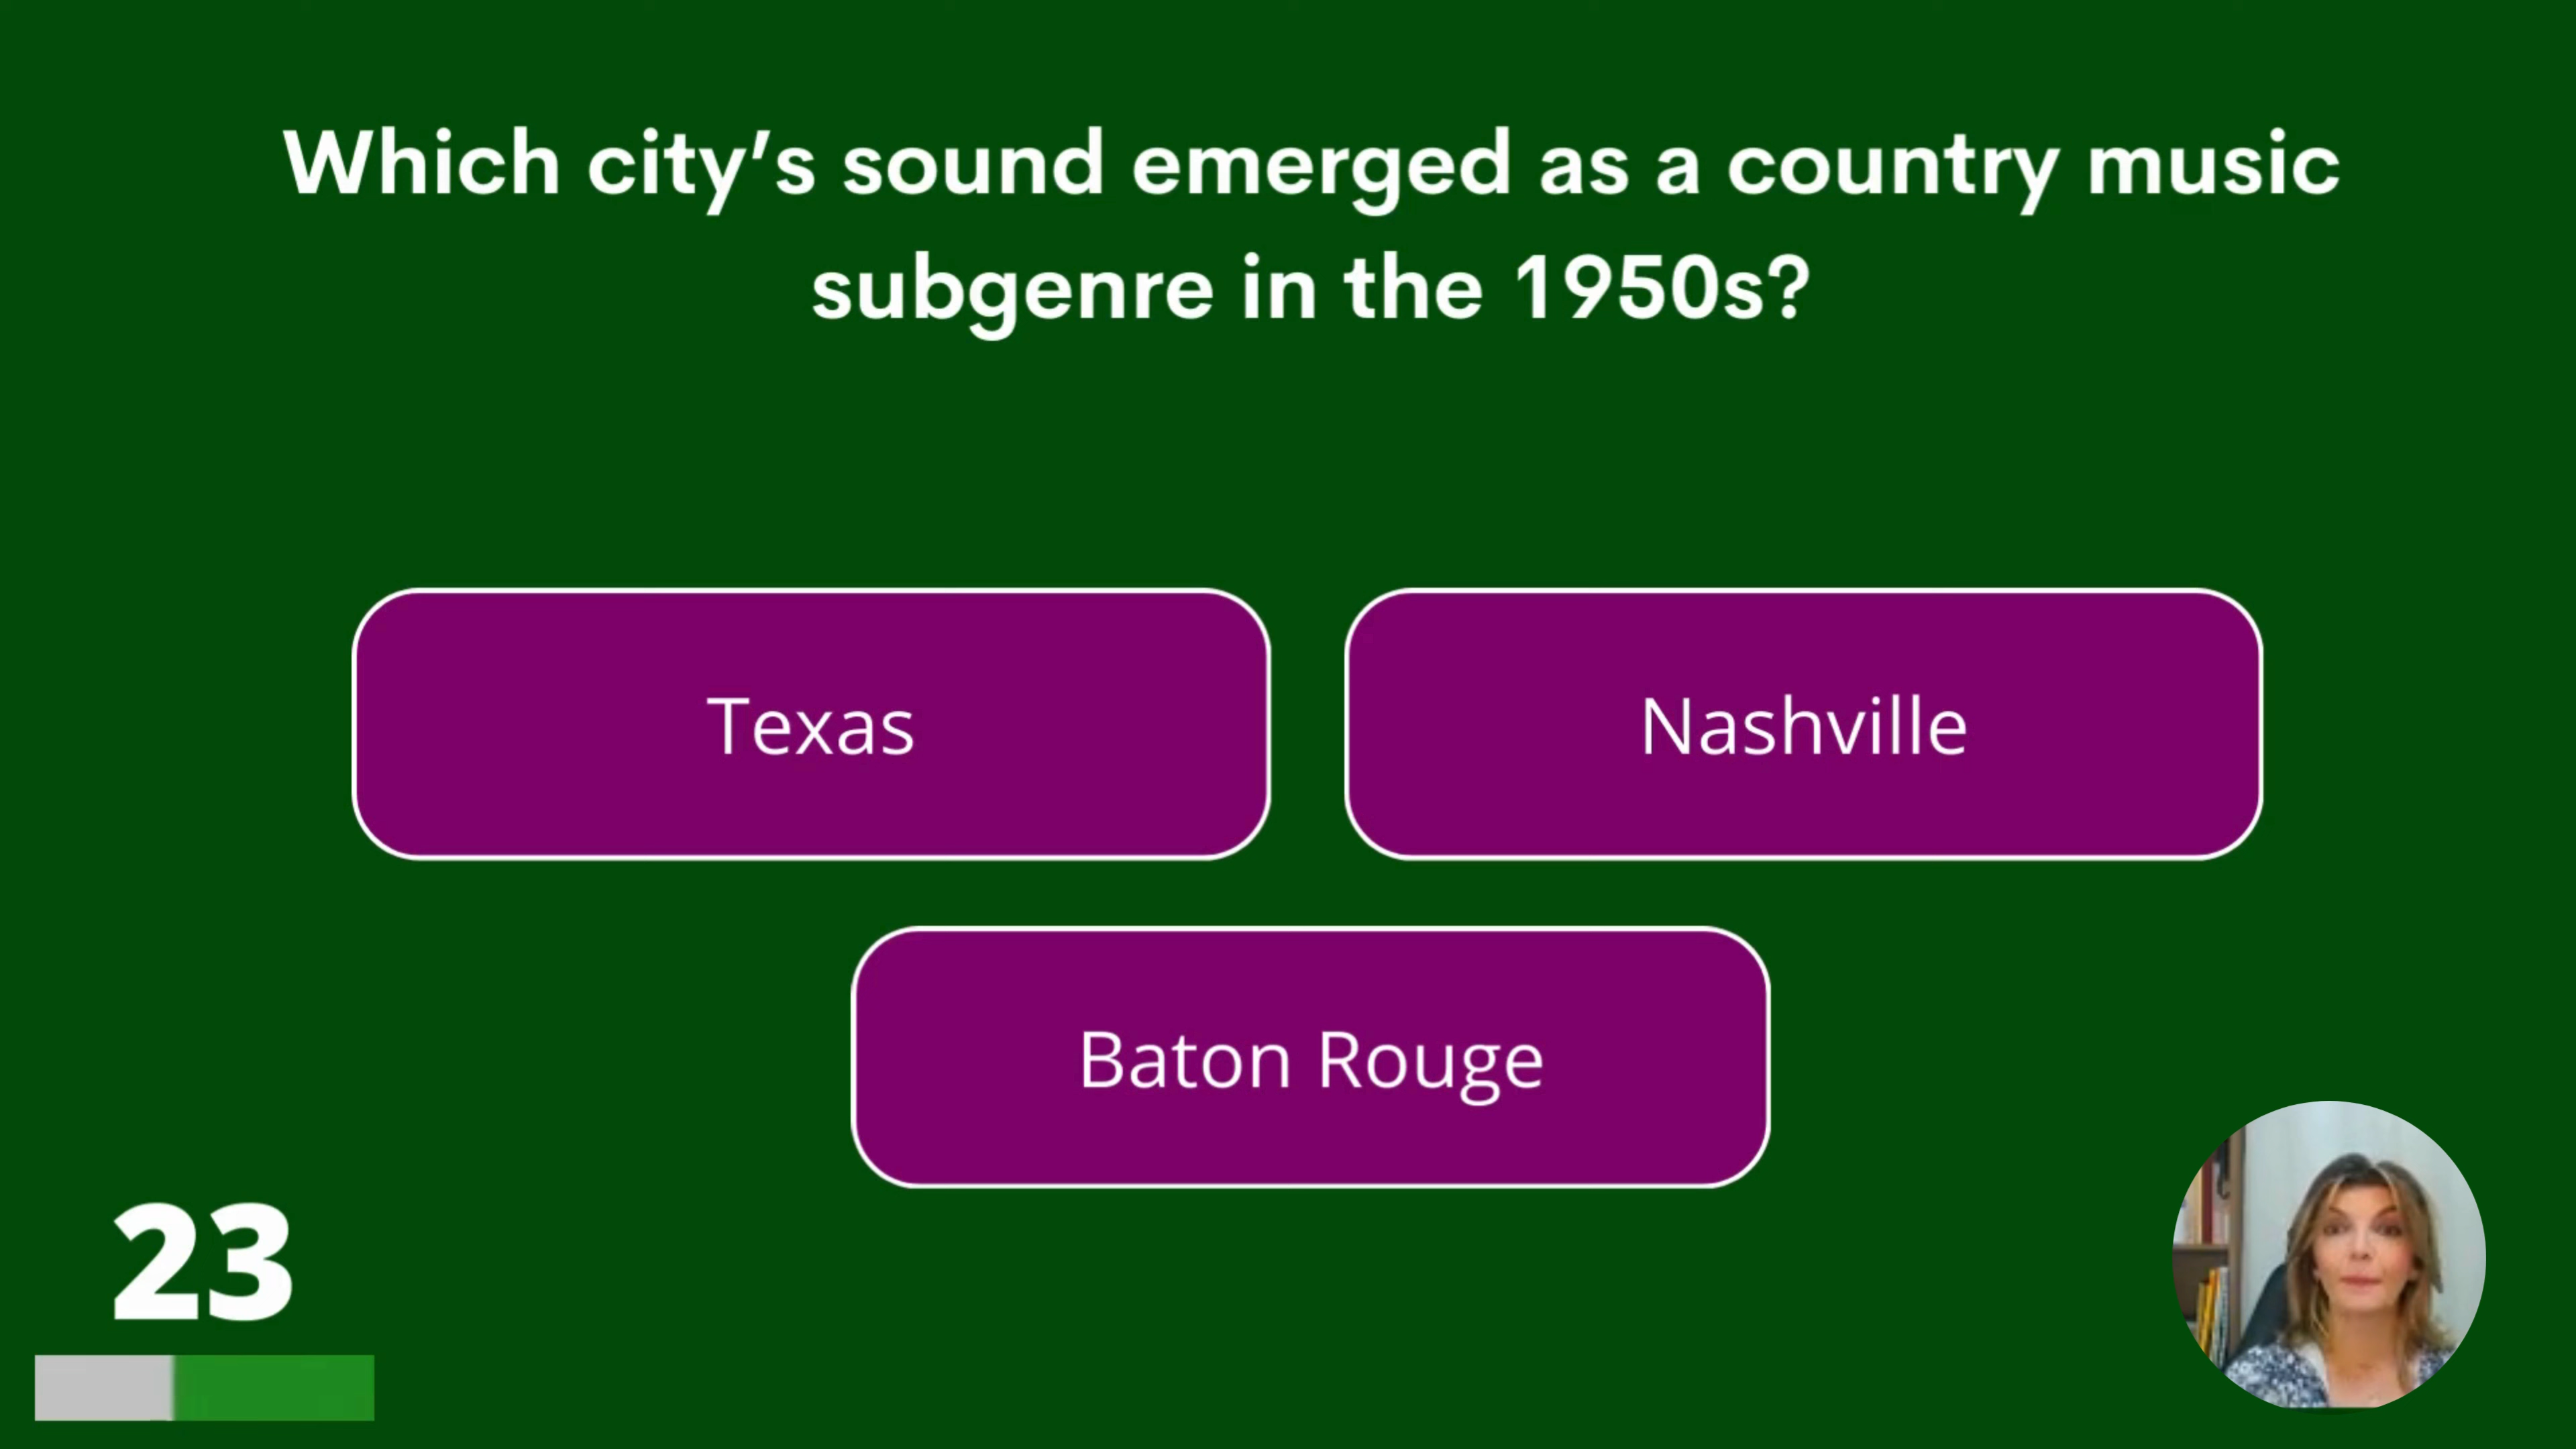 Which city’s sound emerged as a country music
subgenre in the 1950s?
Texas
Nashville
Baton Rouge
23